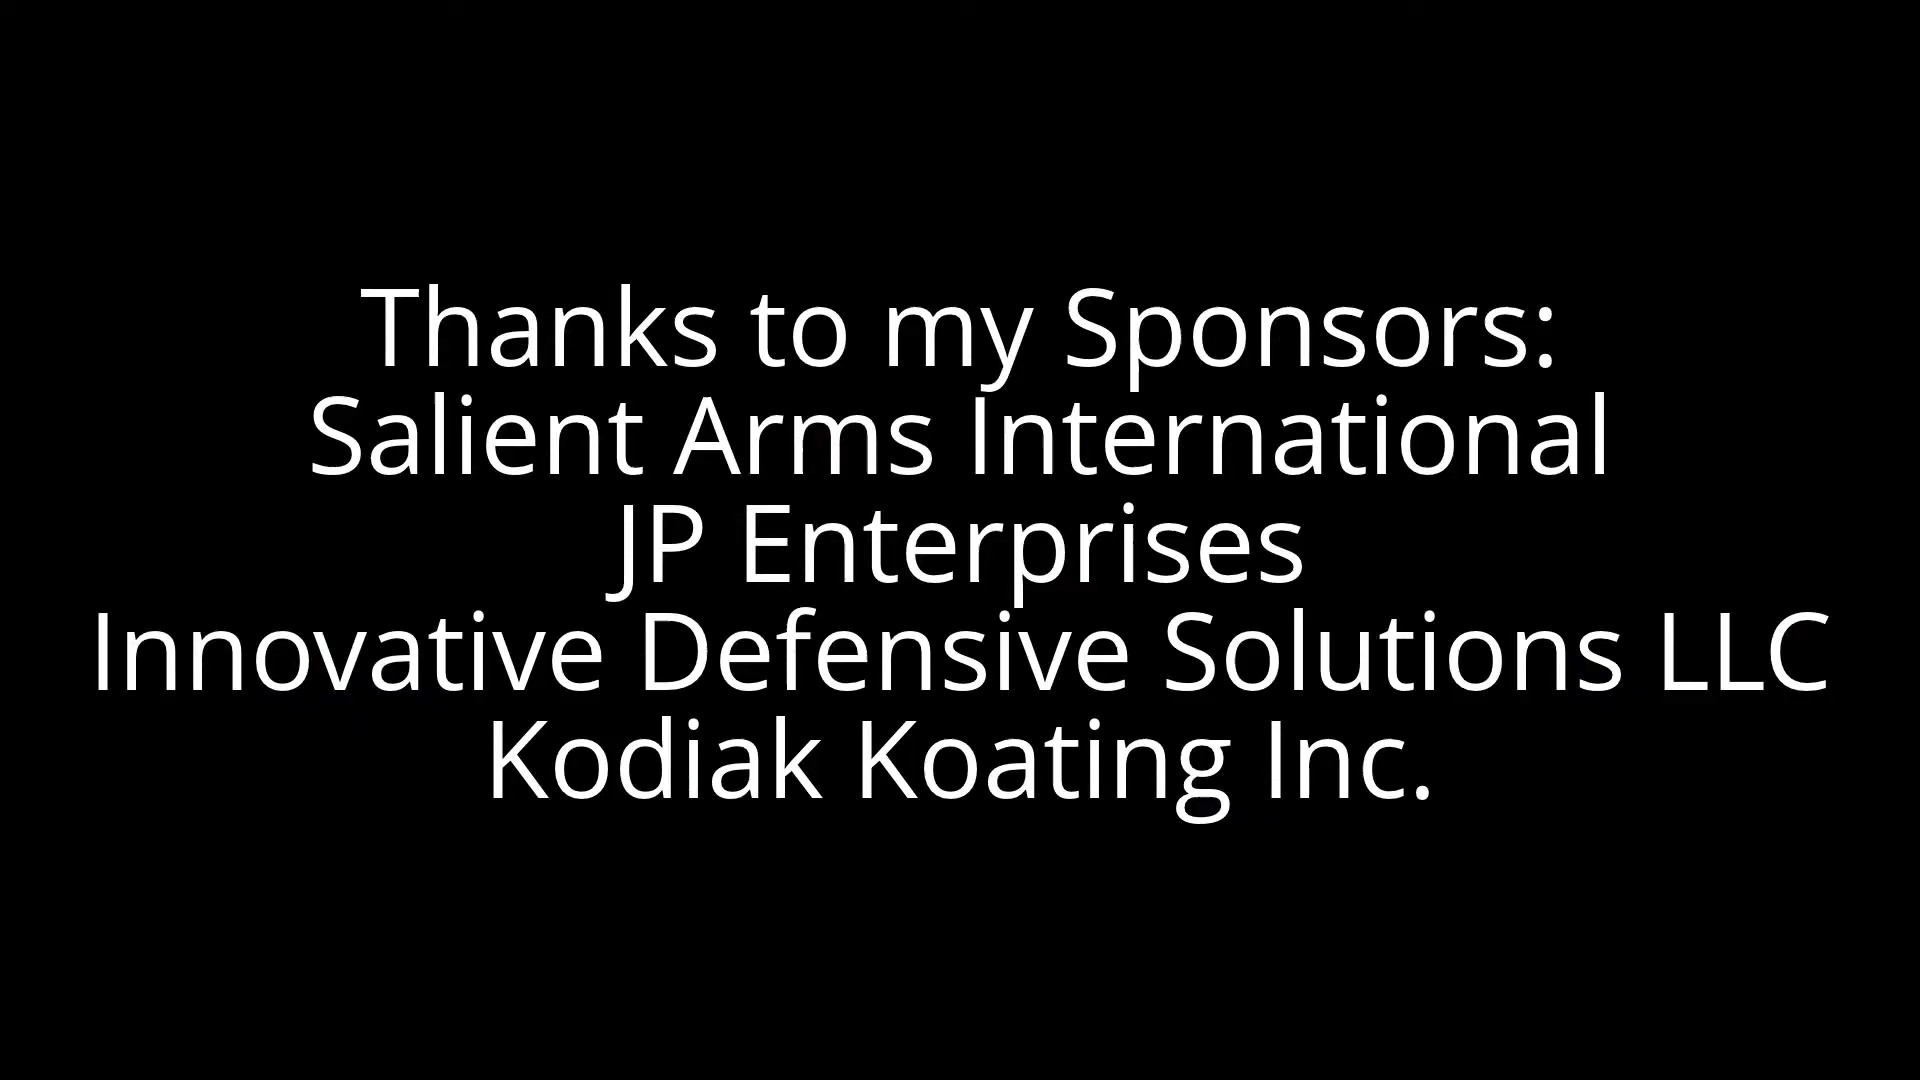 Thanks to my Sponsors:
Salient Arms International
JP Enterprises
Innovative Defensive Solutions LLC
Kodiak Koating Inc.